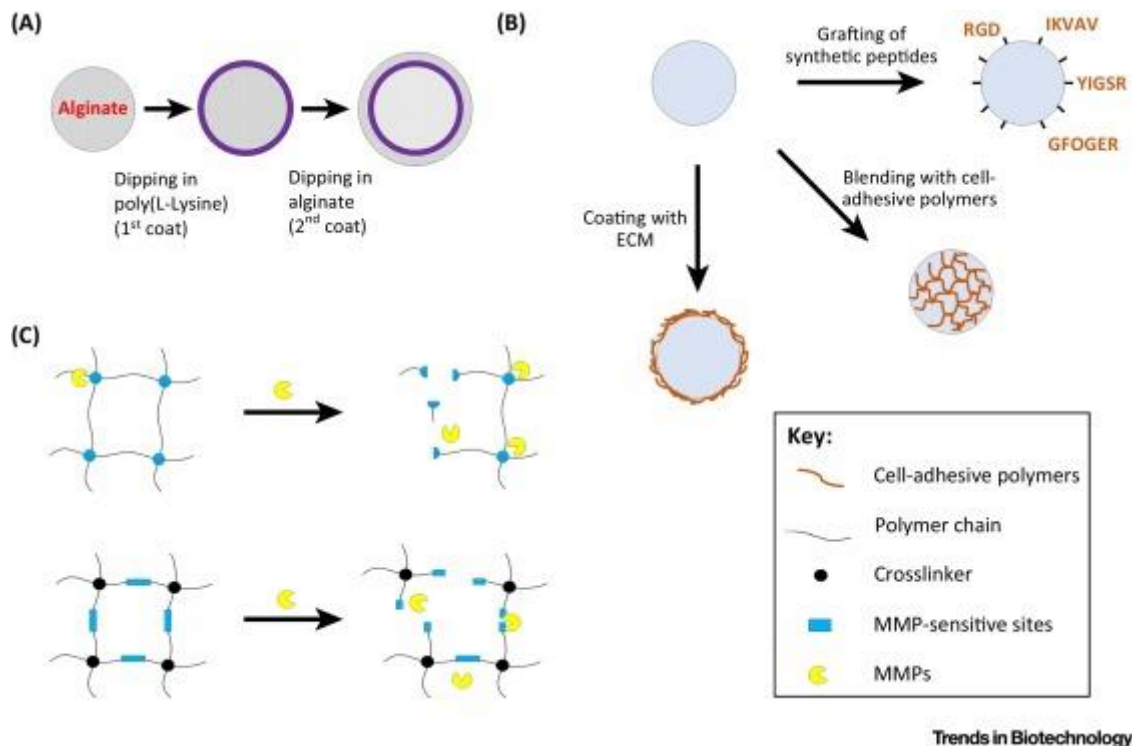 (A)
Alginate
Dipping in
poly(L-Lysine)
(1st coat)
Dipping in
alginate
(2nd coat)
(B)
Grafting of
synthetic peptides
RGD
IKVAV
YIGSR
GFOGER
Blending with cell-
adhesive polymers
Coating with
ECM
(C)
Key:
Cell-adhesive polymers
Polymer chain
Crosslinker
MMP-sensitive sites
MMPs
Trends in Biotechnology